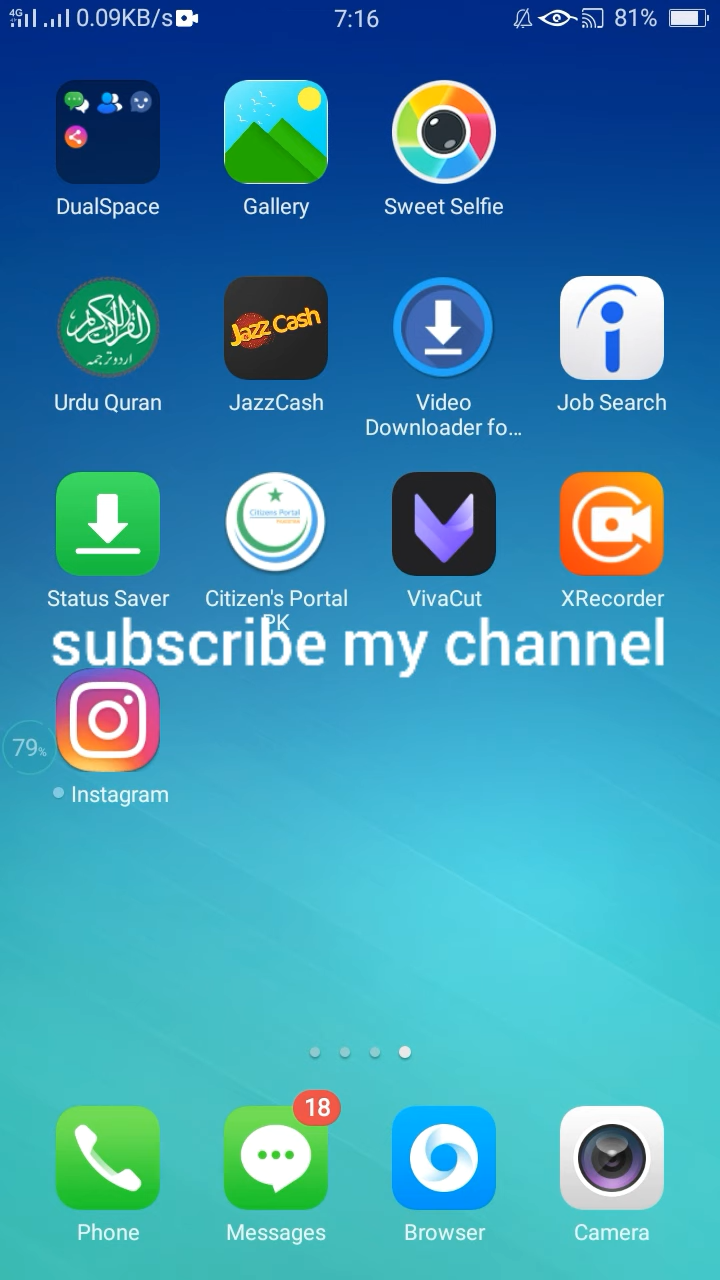 4G 0.09KB/s 7:16 81%
DualSpace Gallery Sweet Selfie
القرآن الكريم
اردو ترجمہ
Jazz Cash
Urdu Quran JazzCash Video Downloader fo... Job Search
Citizens Portal
Status Saver Citizen's Portal PK VivaCut XRecorder
subscribe my channel
79%
Instagram
18
Phone Messages Browser Camera